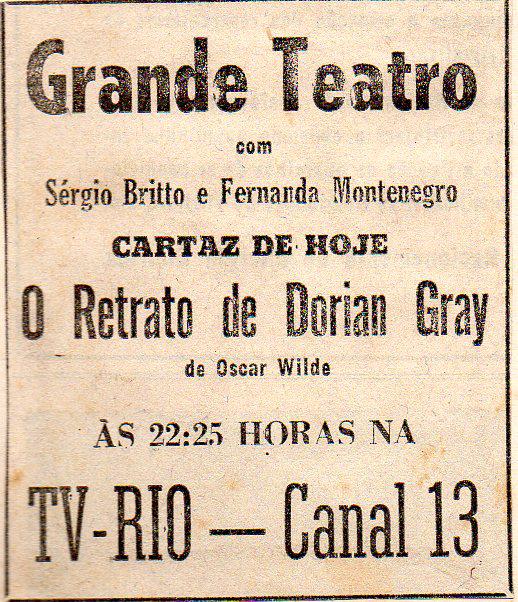 Grande Teatro
com
Sérgio Britto e Fernanda Montenegro
CARTAZ DE HOJE
O Retrato de Dorian Gray
de Oscar Wilde
ÀS 22:25 HORAS NA
TV-RIO — Canal 13